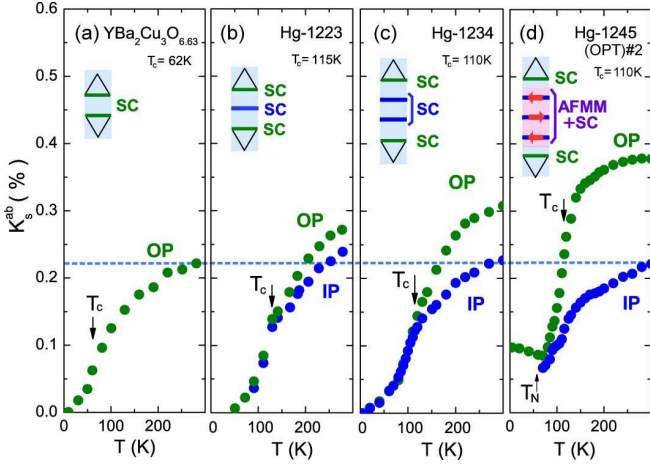 (a) YBa₂Cu₃O₆.₆₃
T_c = 62K
SC
OP
T_c
(b) Hg-1223
T_c = 115K
SC
SC
SC
OP
IP
T_c
(c) Hg-1234
T_c = 110K
SC
SC
SC
OP
IP
T_c
(d) Hg-1245
(OPT)#2
T_c = 110K
SC
AFMM
+SC
SC
OP
IP
T_c
T_N
K_s^ab ( % )
0.6
0.5
0.4
0.3
0.2
0.1
0.0
0 100 200
0 100 200
0 100 200
0 100 200
T (K)
T (K)
T (K)
T (K)